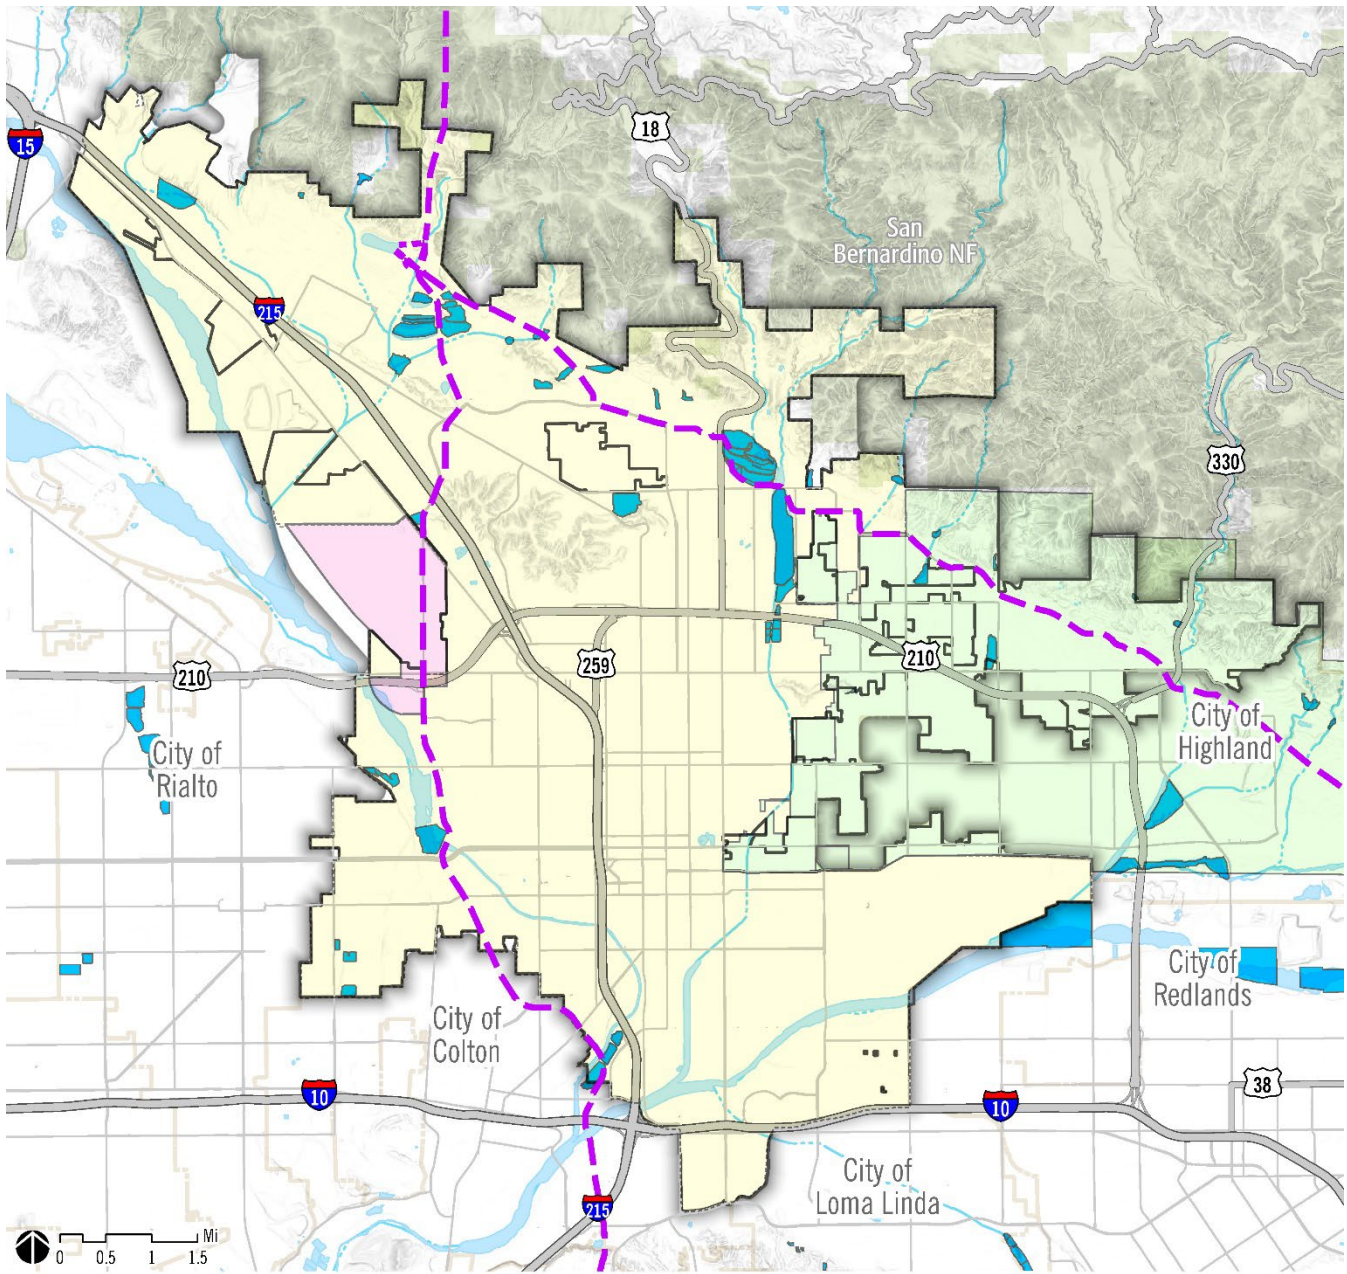 18
15
San
Bernardino NF
215
330
259
210
210
City of
Highland
City of
Rialto
City of
Redlands
City of
Colton
38
10
10
City of
Loma Linda
215
Mi
0 0.5 1 1.5